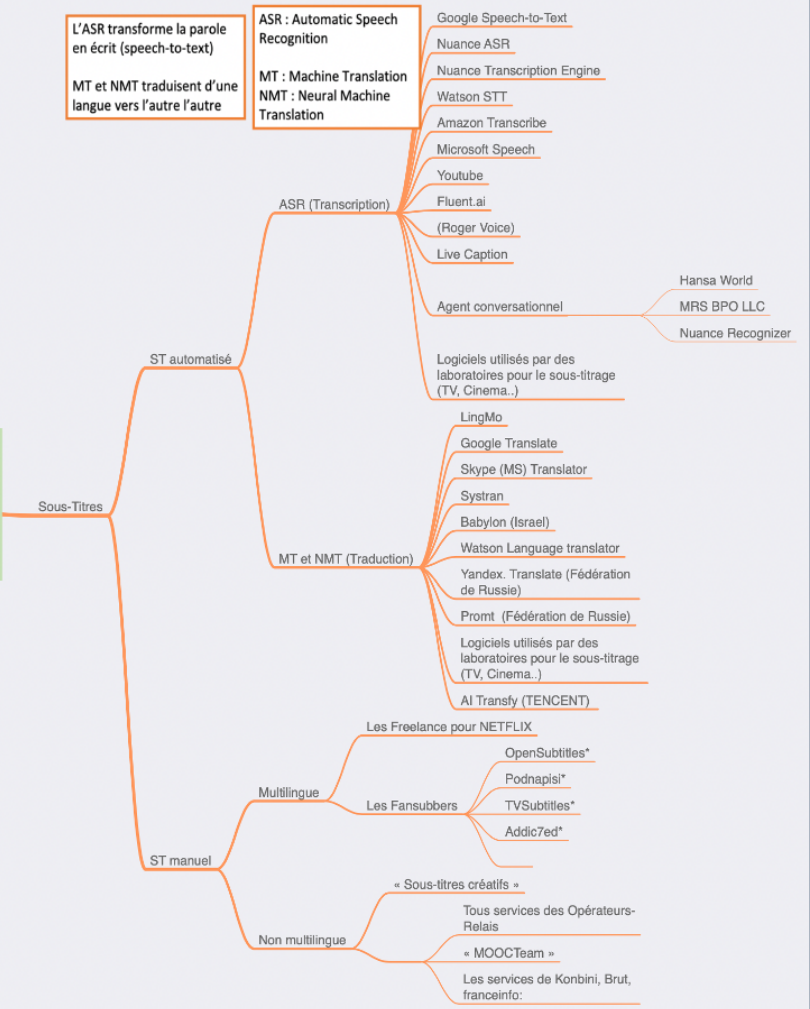 L'ASR transforme la parole
en écrit (speech-to-text)
MT et NMT traduisent d'une
langue vers l'autre l'autre
ASR : Automatic Speech
Recognition
MT : Machine Translation
NMT : Neural Machine
Translation
Google Speech-to-Text
Nuance ASR
Nuance Transcription Engine
Watson STT
Amazon Transcribe
Microsoft Speech
Youtube
ASR (Transcription)
Fluent.ai
(Roger Voice)
Live Caption
Agent conversationnel
Hansa World
MRS BPO LLC
Nuance Recognizer
ST automatisé
Logiciels utilisés par des
laboratoires pour le sous-titrage
(TV, Cinema..)
LingMo
Google Translate
Skype (MS) Translator
Systran
Sous-Titres
Babylon (Israel)
Watson Language translator
MT et NMT (Traduction)
Yandex. Translate (Fédération
de Russie)
Promt (Fédération de Russie)
Logiciels utilisés par des
laboratoires pour le sous-titrage
(TV, Cinema..)
AI Transfy (TENCENT)
Les Freelance pour NETFLIX
Multilingue
Les Fansubbers
OpenSubtitles*
Podnapisi*
TVSubtitles*
Addic7ed*
ST manuel
« Sous-titres créatifs »
Non multilingue
Tous services des Opérateurs-
Relais
« MOOCTeam »
Les services de Konbini, Brut,
franceinfo: